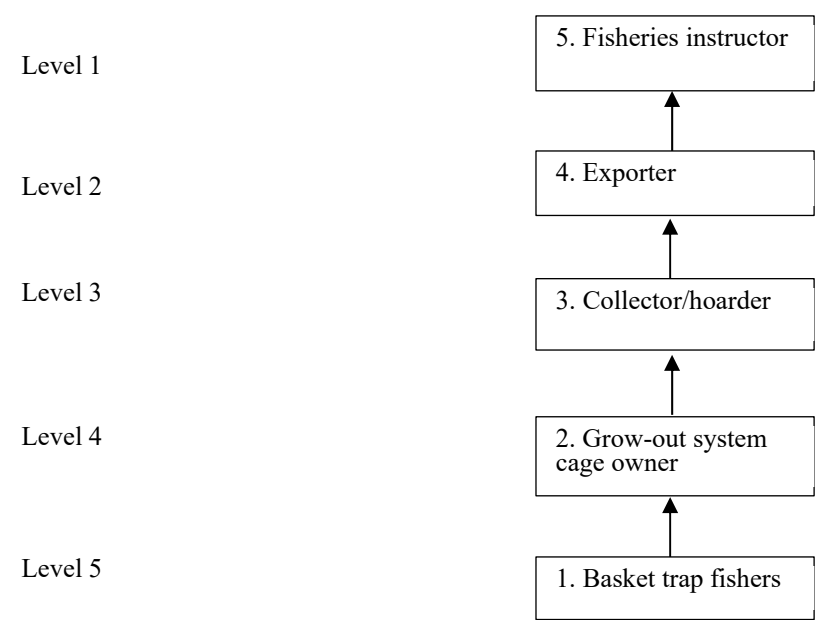 Level 1
5. Fisheries instructor
Level 2
4. Exporter
Level 3
3. Collector/hoarder
Level 4
2. Grow-out system
cage owner
Level 5
1. Basket trap fishers